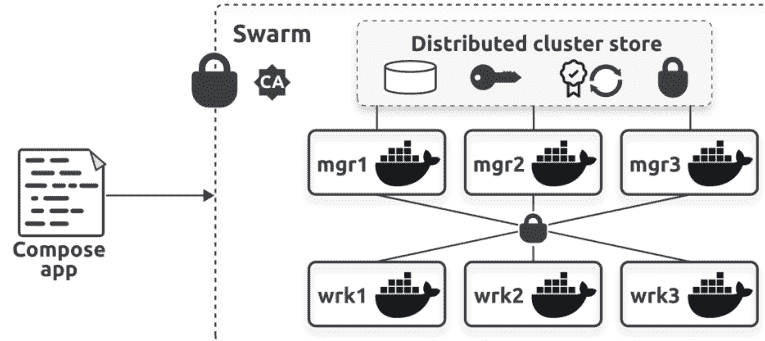 Swarm
Distributed cluster store
CA
mgr1
mgr2
mgr3
Compose
app
wrk1
wrk2
wrk3